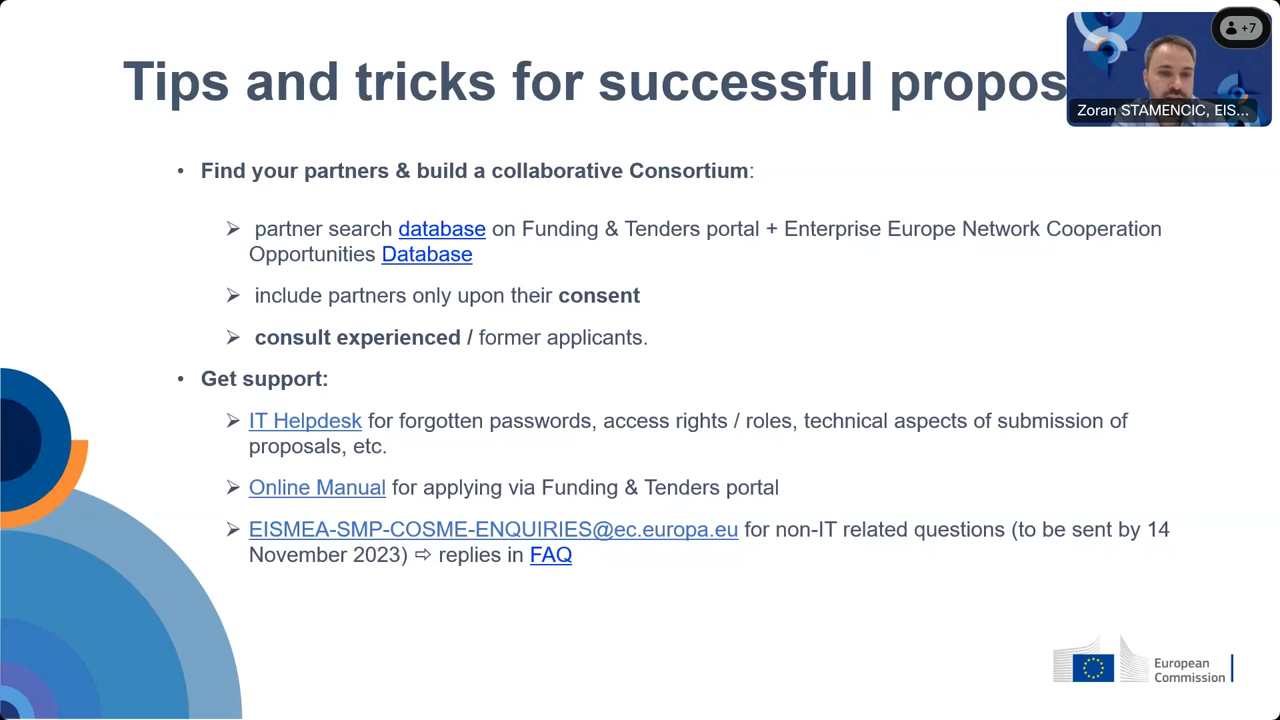 Tips and tricks for successful propos
+7
Zoran STAMENCIC, EIS...
• Find your partners & build a collaborative Consortium:
➢ partner search database on Funding & Tenders portal + Enterprise Europe Network Cooperation
Opportunities Database
➢ include partners only upon their consent
➢ consult experienced / former applicants.
• Get support:
➢ IT Helpdesk for forgotten passwords, access rights / roles, technical aspects of submission of
proposals, etc.
➢ Online Manual for applying via Funding & Tenders portal
➢ EISMEA-SMP-COSME-ENQUIRIES@ec.europa.eu for non-IT related questions (to be sent by 14
November 2023) ⇨ replies in FAQ
European
Commission